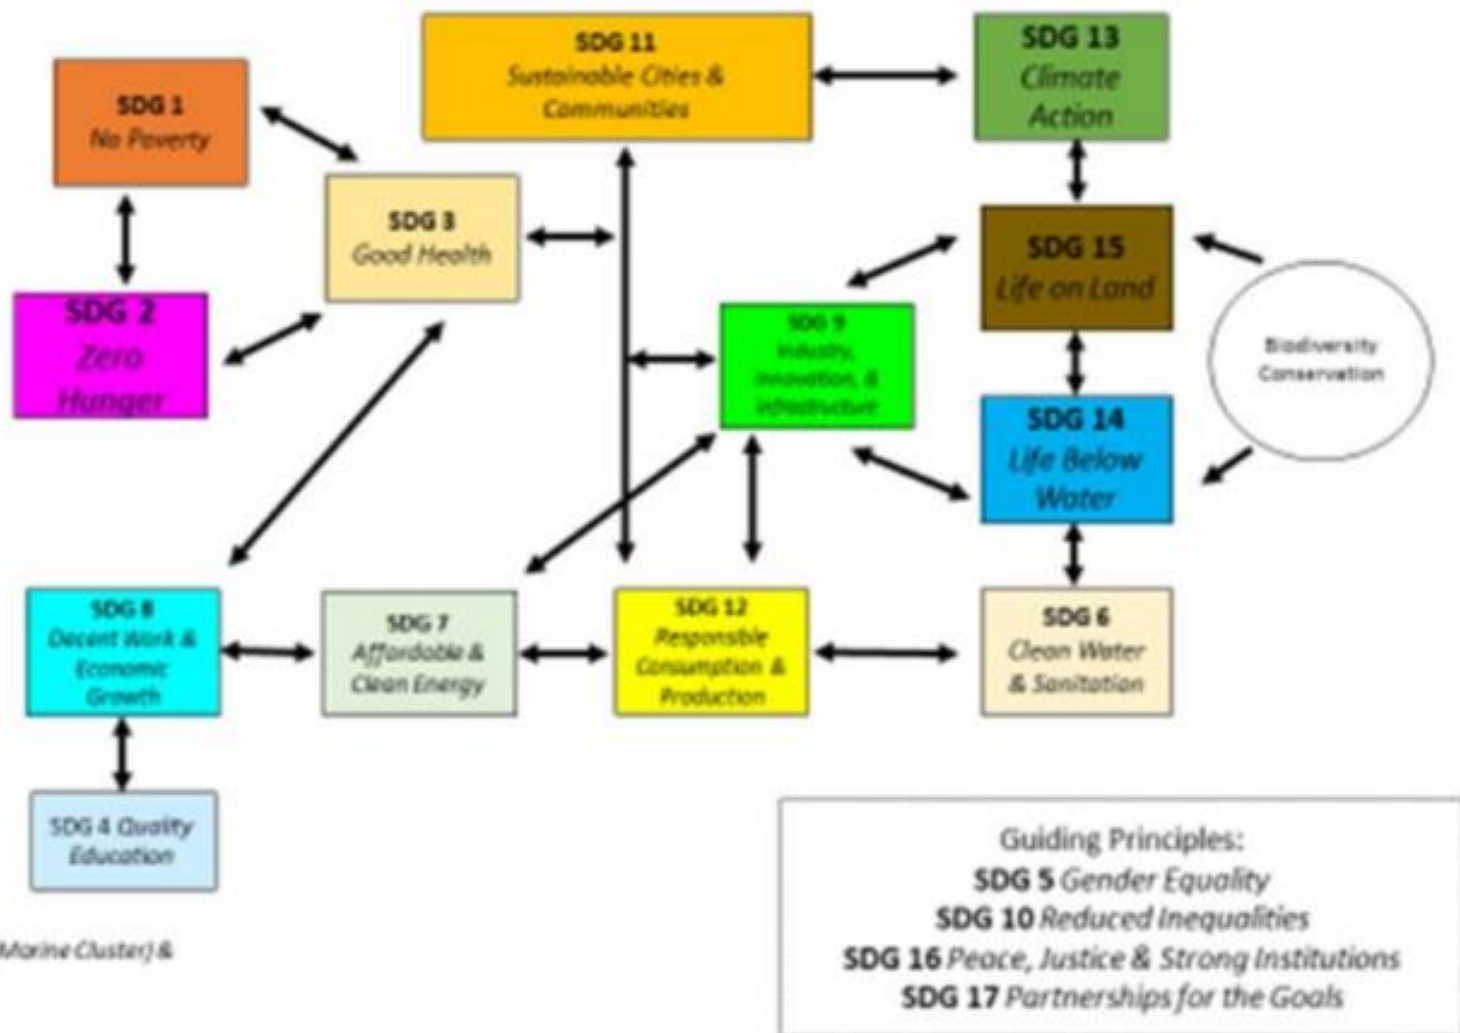 SDG 11
Sustainable Cities &
Communities
SDG 13
Climate
Action
SDG 1
No Poverty
SDG 3
Good Health
SDG 15
Life on Land
SDG 2
Zero
Hunger
SDG 9
Industry,
Innovation, &
Infrastructure
Biodiversity
Conservation
SDG 14
Life Below
Water
SDG 8
Decent Work &
Economic
Growth
SDG 7
Affordable &
Clean Energy
SDG 12
Responsible
Consumption &
Production
SDG 6
Clean Water
& Sanitation
SDG 4 Quality
Education
Guiding Principles:
SDG 5 Gender Equality
SDG 10 Reduced Inequalities
SDG 16 Peace, Justice & Strong Institutions
SDG 17 Partnerships for the Goals
Marine Cluster) &